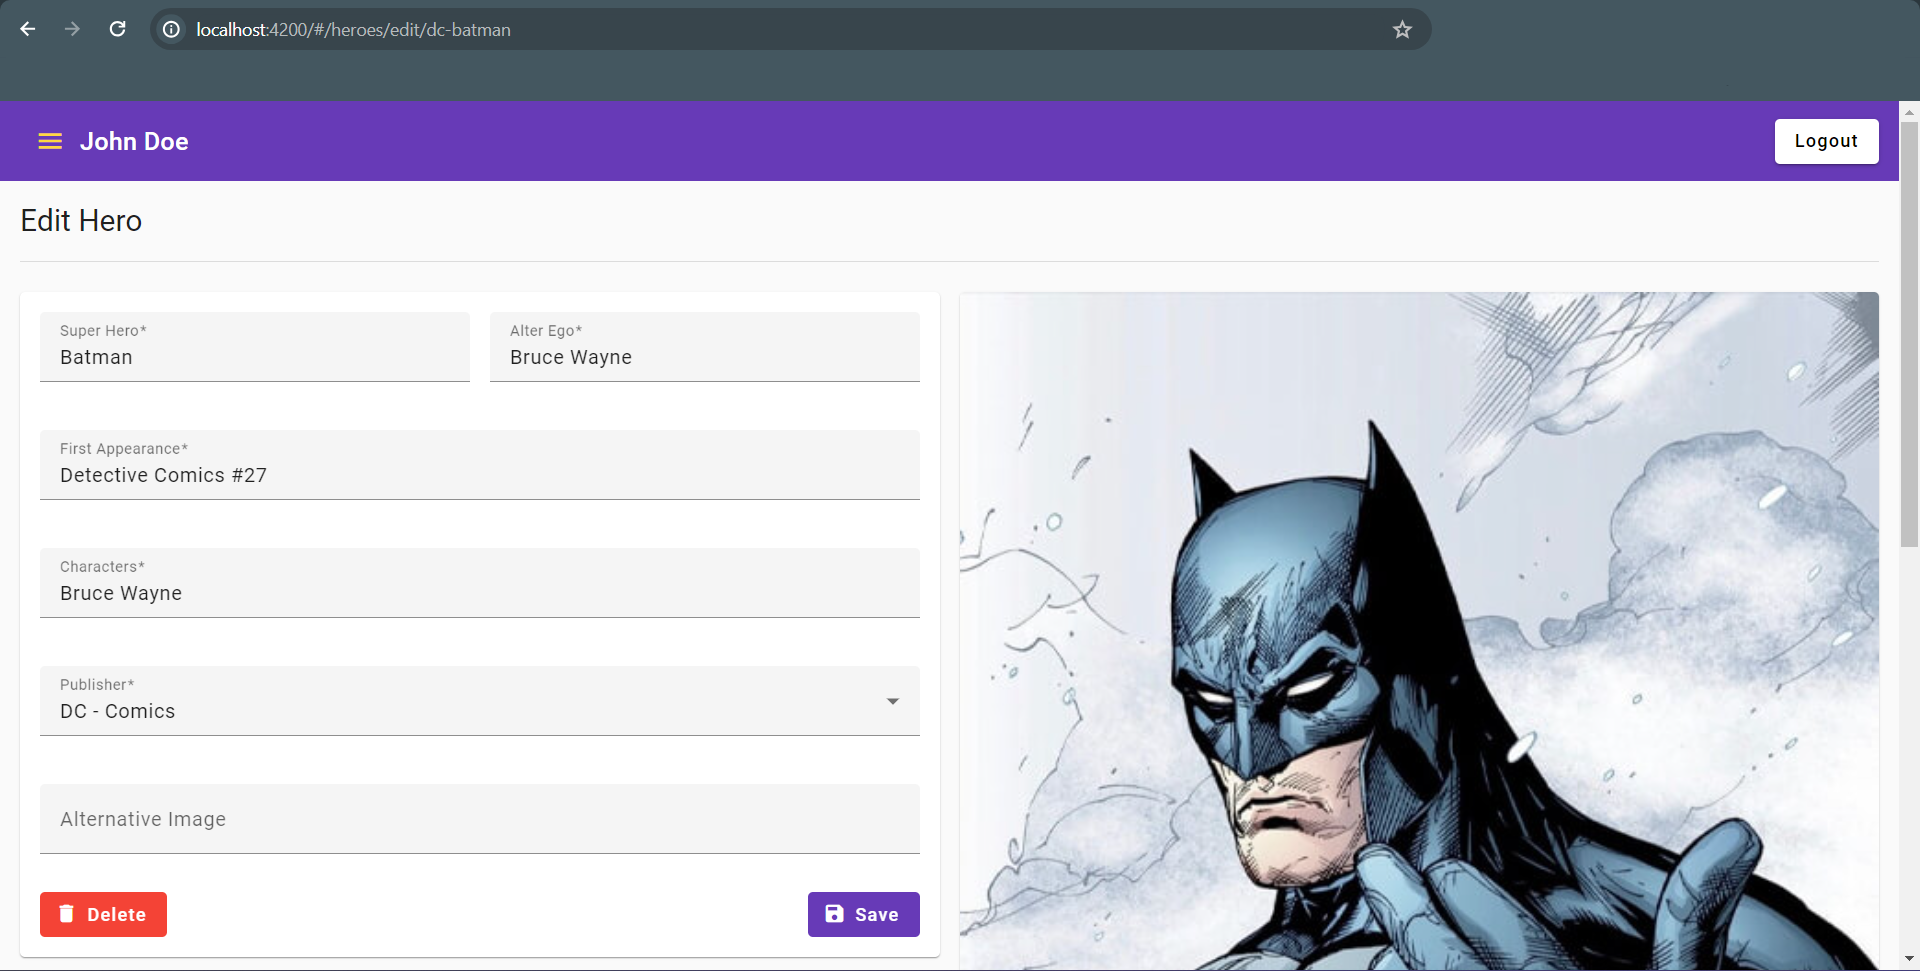 localhost:4200/#/heroes/edit/dc-batman
John Doe
Logout
Edit Hero
Super Hero*
Batman
Alter Ego*
Bruce Wayne
First Appearance*
Detective Comics #27
Characters*
Bruce Wayne
Publisher*
DC - Comics
Alternative Image
Delete
Save